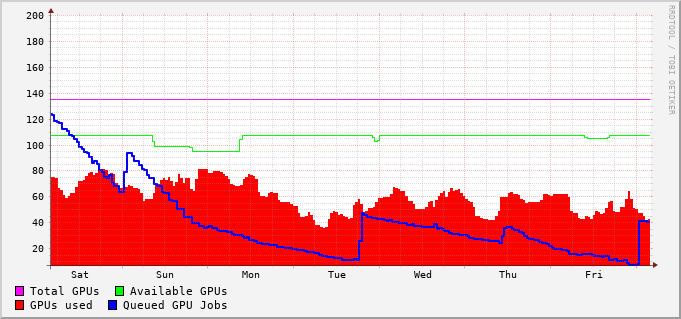 200
180
160
140
120
100
80
60
40
20
Sat Sun Mon Tue Wed Thu Fri
Total GPUs Available GPUs
GPUs used Queued GPU Jobs
RRDTOOL / TOBI OETIKER